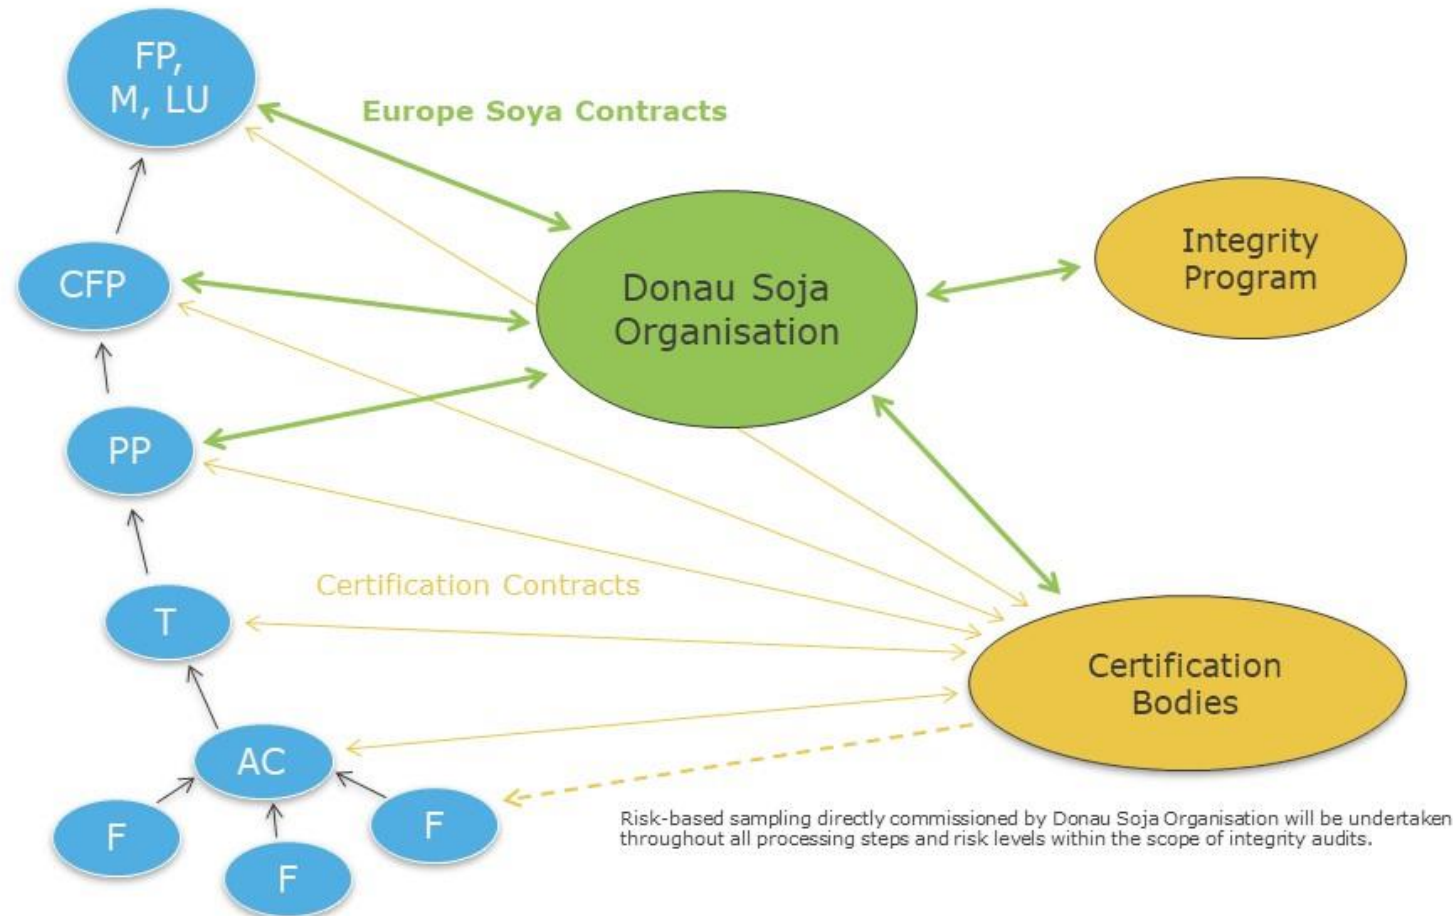 FP,
M, LU
Europe Soya Contracts
CFP
Donau Soja
Organisation
Integrity
Program
PP
Certification Contracts
T
Certification
Bodies
AC
F
F
F
Risk-based sampling directly commissioned by Donau Soja Organisation will be undertaken
throughout all processing steps and risk levels within the scope of integrity audits.